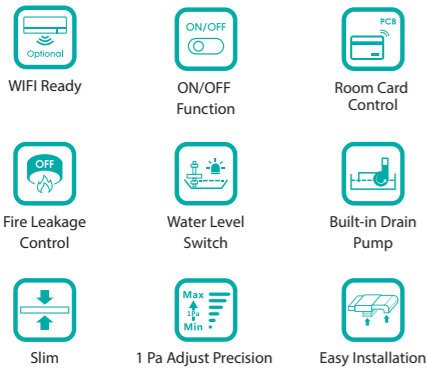 Optional
WIFI Ready
ON/OFF
ON/OFF
Function
PCB
Room Card
Control
OFF
Fire Leakage
Control
Water Level
Switch
Built-in Drain
Pump
Slim
Max
1Pa
Min
1 Pa Adjust Precision
Easy Installation